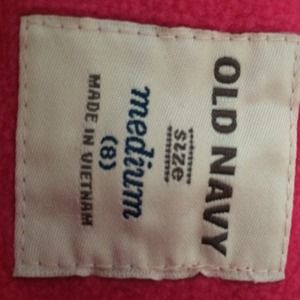 OLD NAVY
size
medium
(8)
MADE IN VIETNAM